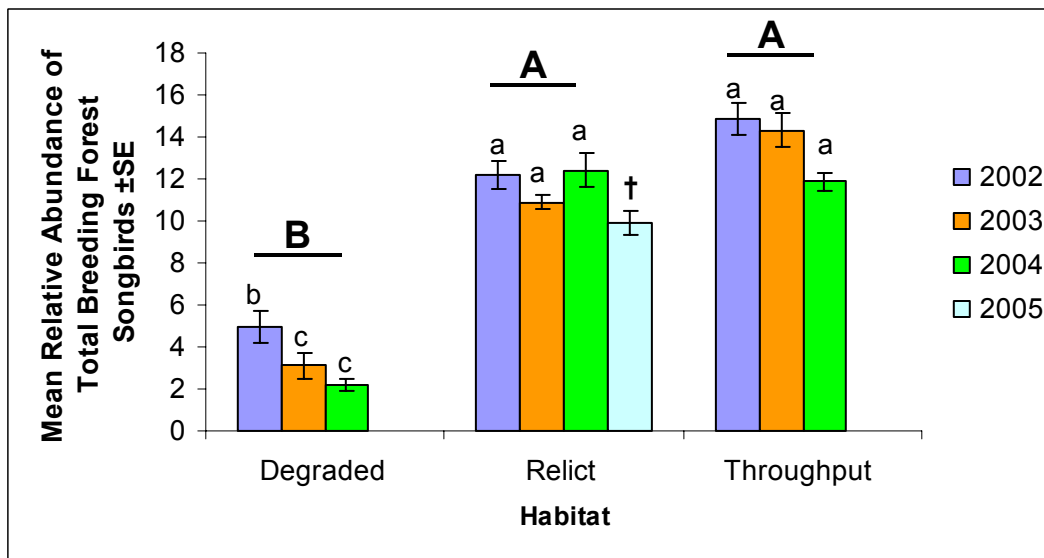 Mean Relative Abundance of
Total Breeding Forest
Songbirds ±SE
18
16
14
12
10
8
6
4
2
0
B
A
A
b
c
c
a
a
a
†
a
a
a
Degraded
Relict
Throughput
Habitat
2002
2003
2004
2005